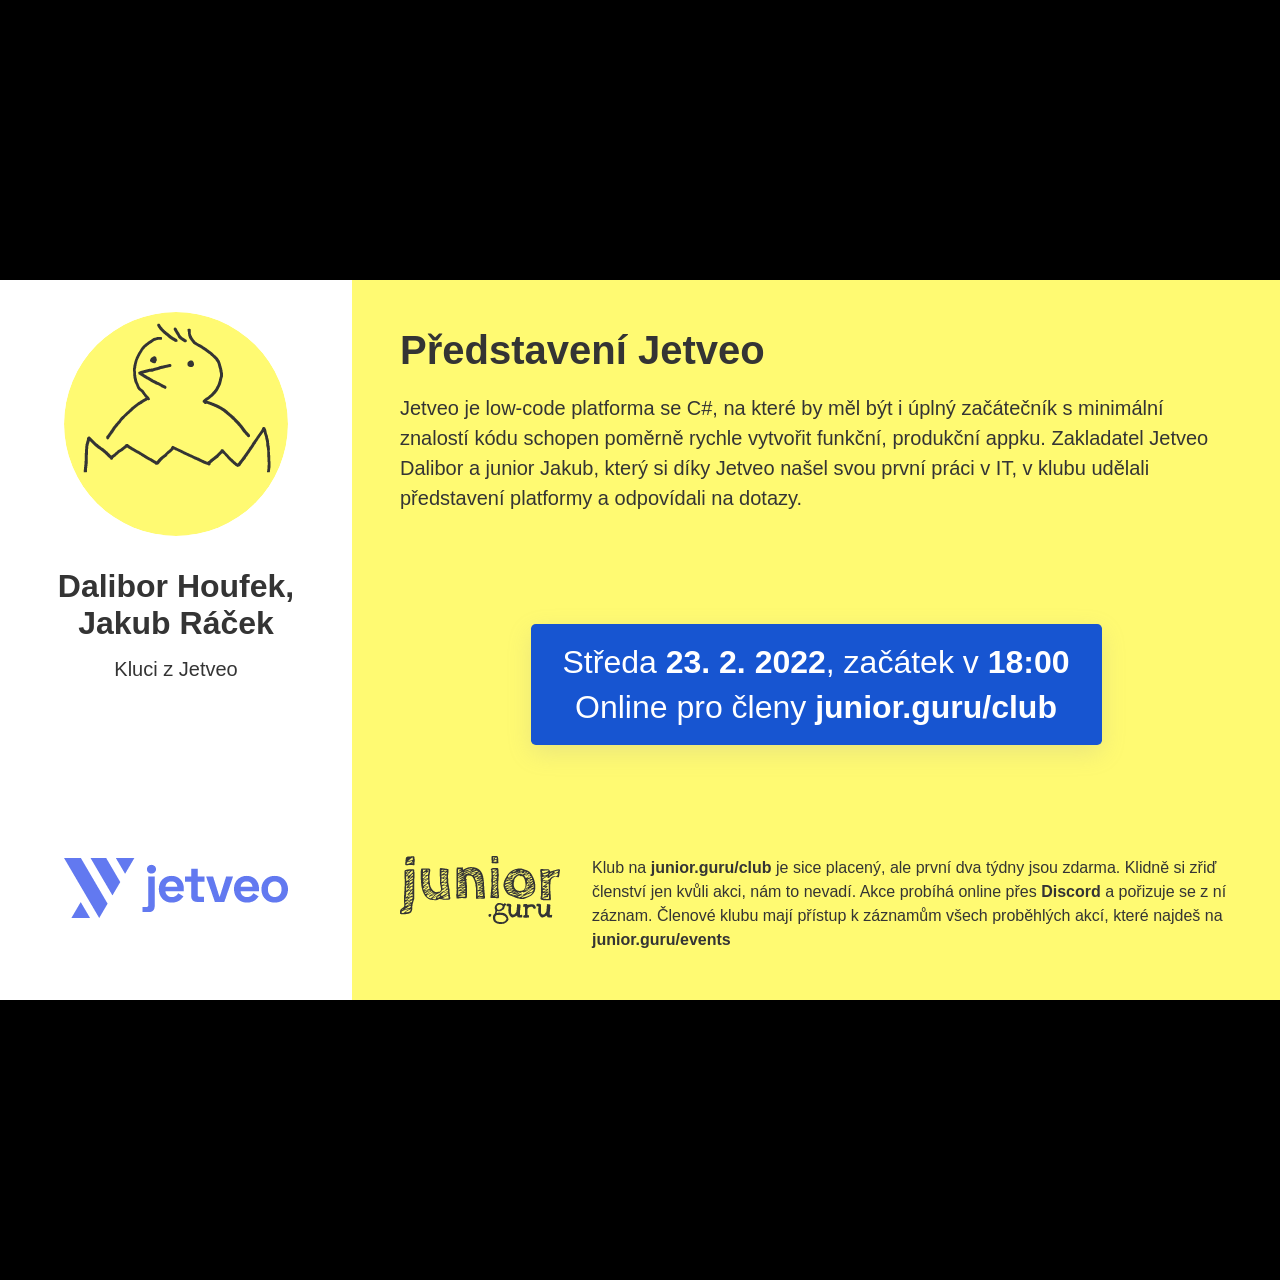 Dalibor Houfek,
Jakub Ráček
Kluci z Jetveo
jetveo
Představení Jetveo
Jetveo je low-code platforma se C#, na které by měl být i úplný začátečník s minimální
znalostí kódu schopen poměrně rychle vytvořit funkční, produkční appku. Zakladatel Jetveo
Dalibor a junior Jakub, který si díky Jetveo našel svou první práci v IT, v klubu udělali
představení platformy a odpovídali na dotazy.
Středa 23. 2. 2022, začátek v 18:00
Online pro členy junior.guru/club
junior
.guru
Klub na junior.guru/club je sice placený, ale první dva týdny jsou zdarma. Klidně si zřiď
členství jen kvůli akci, nám to nevadí. Akce probíhá online přes Discord a pořizuje se z ní
záznam. Členové klubu mají přístup k záznamům všech proběhlých akcí, které najdeš na
junior.guru/events